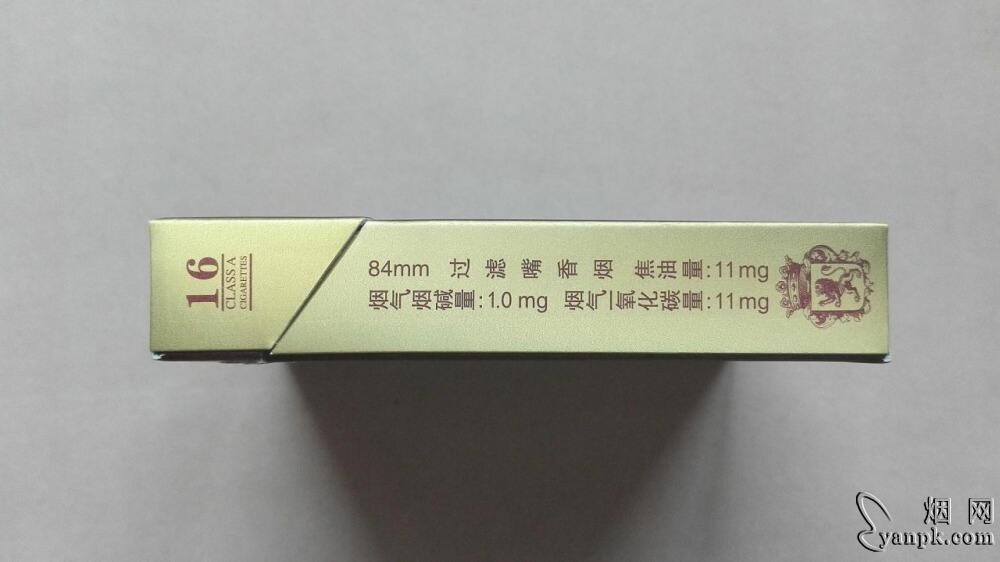 16
CLASS A
CIGARETTES
84mm 过滤嘴香烟 焦油量:11mg
烟气烟碱量:1.0 mg 烟气一氧化碳量:11mg
烟网
yanpk.com